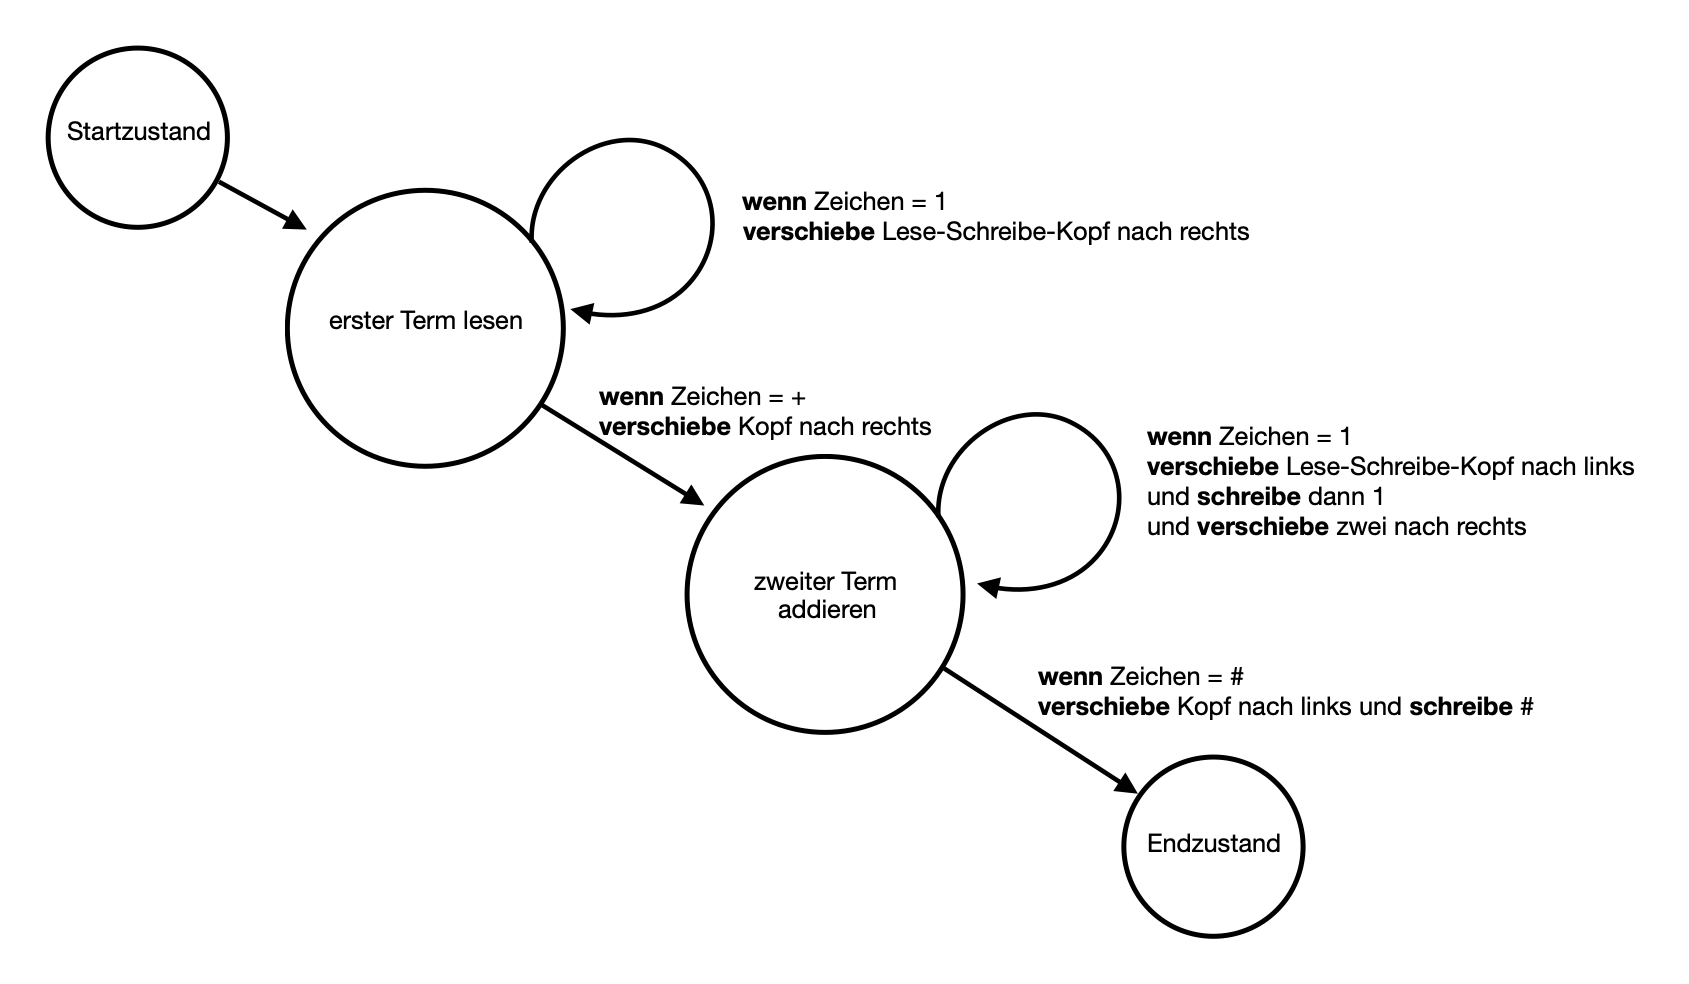 Startzustand
wenn Zeichen = 1
verschiebe Lese-Schreibe-Kopf nach rechts
erster Term lesen
wenn Zeichen = +
verschiebe Kopf nach rechts
wenn Zeichen = 1
verschiebe Lese-Schreibe-Kopf nach links
und schreibe dann 1
und verschiebe zwei nach rechts
zweiter Term
addieren
wenn Zeichen = #
verschiebe Kopf nach links und schreibe #
Endzustand